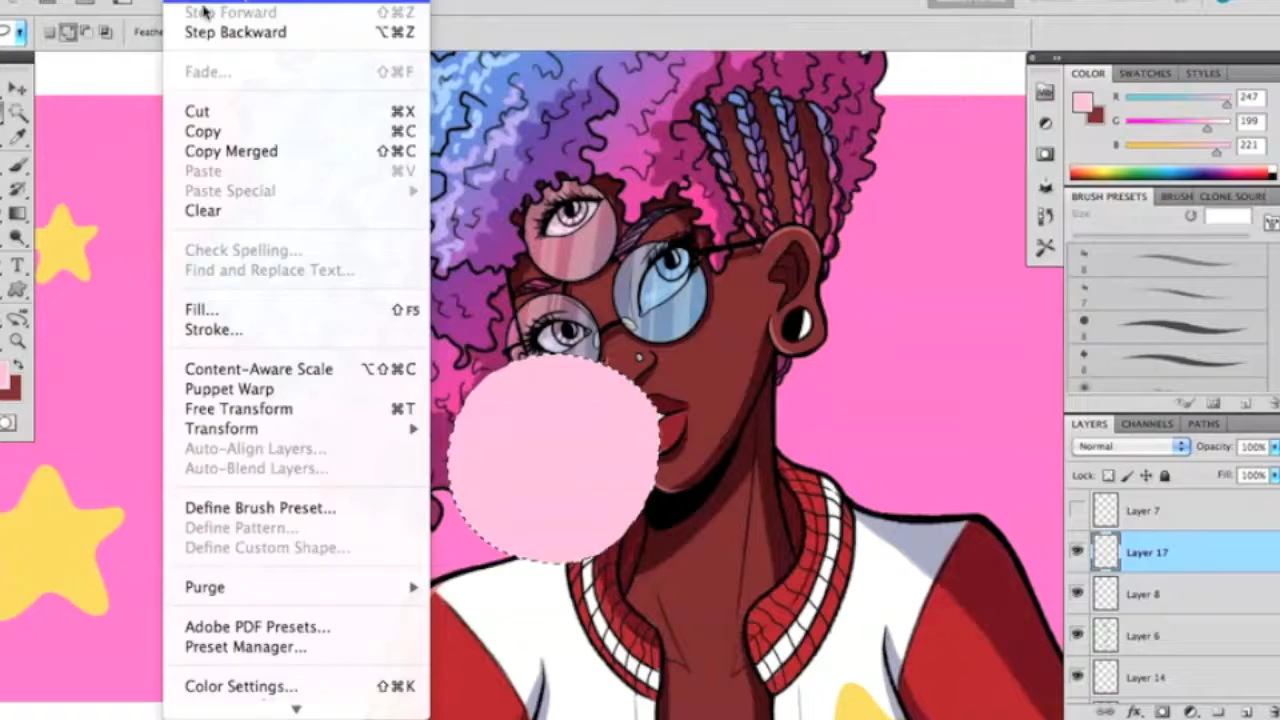 Step Forward ⇧⌘Z
Step Backward ⌥⌘Z
Feathe
Fade... ⇧⌘F
Cut ⌘X
Copy ⌘C
Copy Merged ⇧⌘C
Paste ⌘V
Paste Special
Clear
Check Spelling...
Find and Replace Text...
Fill... ⇧F5
Stroke...
Content-Aware Scale ⌥⇧⌘C
Puppet Warp
Free Transform ⌘T
Transform
Auto-Align Layers...
Auto-Blend Layers...
Define Brush Preset...
Define Pattern...
Define Custom Shape...
Purge
Adobe PDF Presets...
Preset Manager...
Color Settings... ⇧⌘K
COLOR SWATCHES STYLES
R 247
G 199
B 221
BRUSH PRESETS BRUSH CLONE SOUR
Size:
LAYERS CHANNELS PATHS
Normal Opacity: 100%
Lock: Fill: 100%
Layer 7
Layer 17
Layer 8
Layer 6
Layer 14